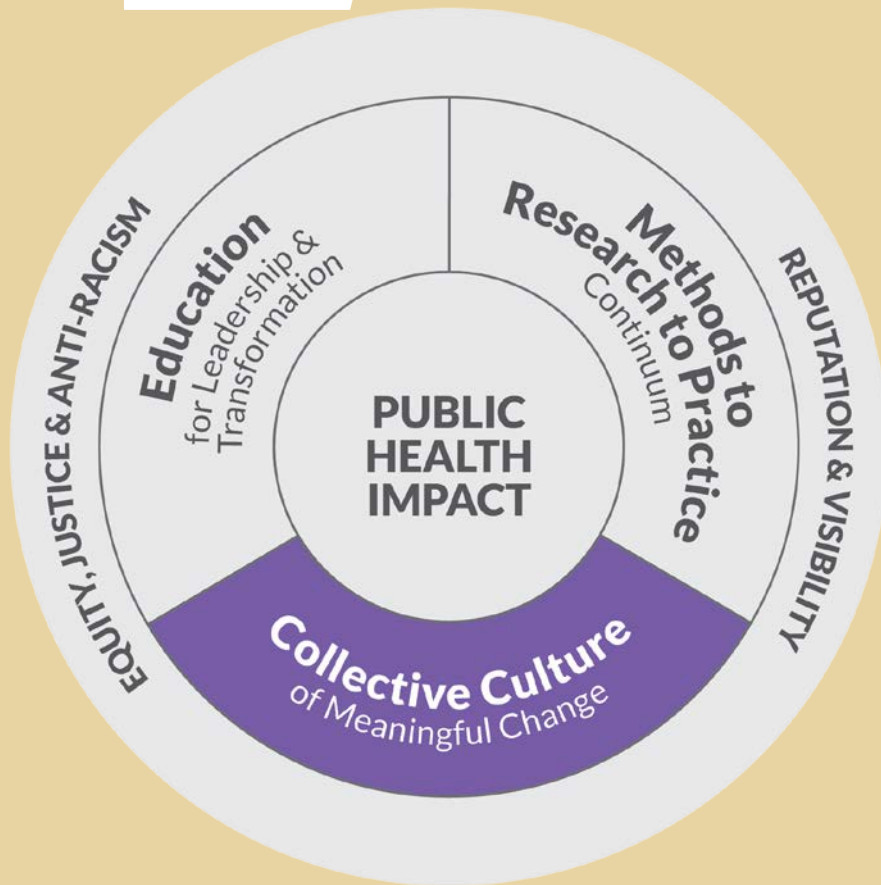 EQUITY, JUSTICE & ANTI-RACISM
Education
for Leadership &
Transformation
Methods to
Research to Practice
Continuum
REPUTATION & VISIBILITY
PUBLIC
HEALTH
IMPACT
Collective Culture
of Meaningful Change